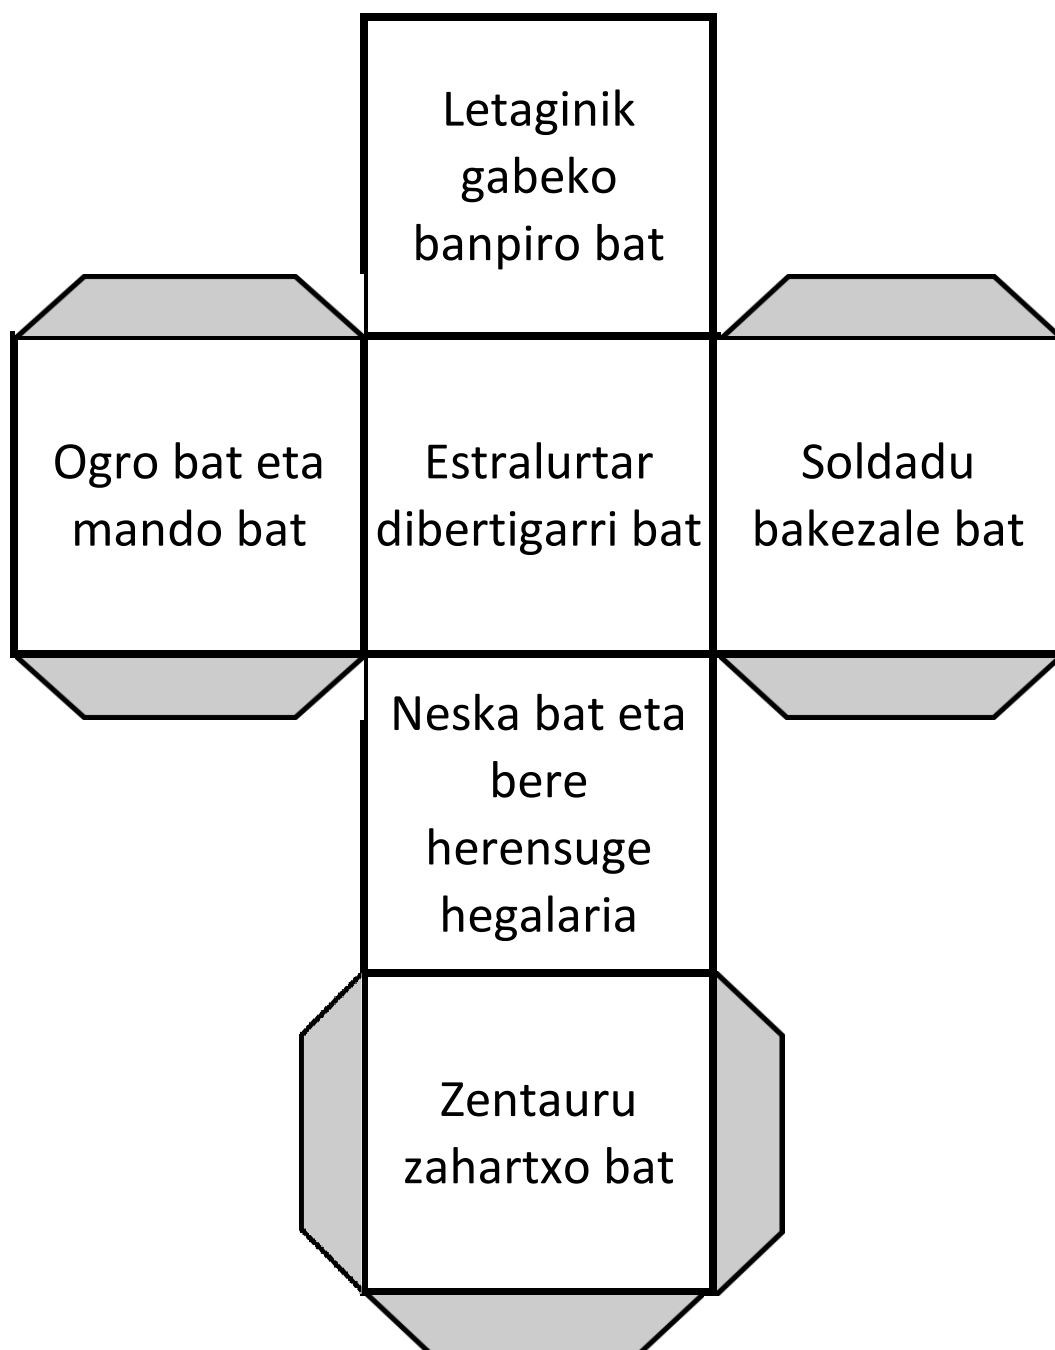 Letaginik
gabeko
banpiro bat
Ogro bat eta
mando bat
Estralurtar
dibertigarri bat
Soldadu
bakezale bat
Neska bat eta
bere
herensuge
hegalaria
Zentauru
zahartxo bat